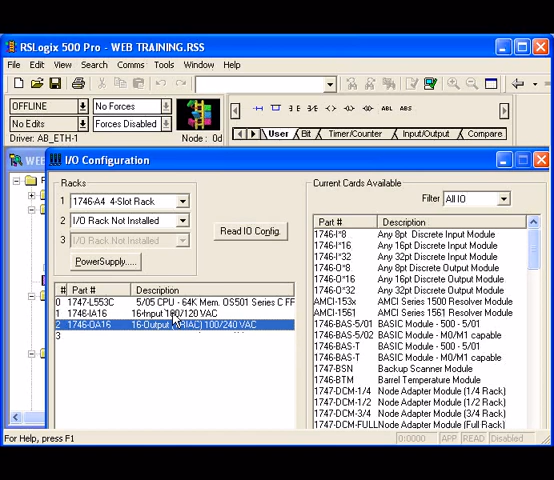 RSLogix 500 Pro - WEB TRAINING.RSS
File Edit View Search Comms Tools Window Help
OFFLINE No Forces
No Edits Forces Disabled
Driver: AB_ETH-1 Node : 0d
User Bit Timer/Counter Input/Output Compare
WEB
I/O Configuration
Racks
1 1746-A4 4-Slot Rack
2 I/O Rack Not Installed
3 I/O Rack Not Installed
Read IO Config.
PowerSupply.....
# Part # Description
0 1747-L553C 5/05 CPU - 64K Mem. OS501 Series C FF
1 1746-IA16 16-Input 100/120 VAC
2 1746-OA16 16-Output (TRIAC) 100/240 VAC
3
Current Cards Available
Filter All IO
Part # Description
1746-I*8 Any 8pt Discrete Input Module
1746-I*16 Any 16pt Discrete Input Module
1746-I*32 Any 32pt Discrete Input Module
1746-O*8 Any 8pt Discrete Output Module
1746-O*16 Any 16pt Discrete Output Module
1746-O*32 Any 32pt Discrete Output Module
AMCI-153x AMCI Series 1500 Resolver Module
AMCI-1561 AMCI Series 1561 Resolver Module
1746-BAS-5/01 BASIC Module - 500 - 5/01
1746-BAS-5/02 BASIC Module - M0/M1 capable
1746-BAS-T BASIC Module - 500 - 5/01
1746-BAS-T BASIC Module - M0/M1 capable
1747-BSN Backup Scanner Module
1746-BTM Barrel Temperature Module
1747-DCM-1/4 Node Adapter Module (1/4 Rack)
1747-DCM-1/2 Node Adapter Module (1/2 Rack)
1747-DCM-3/4 Node Adapter Module (3/4 Rack)
1747-DCM-FULL Node Adapter Module (Full Rack)
For Help, press F1
0:0000 APP READ Disabled